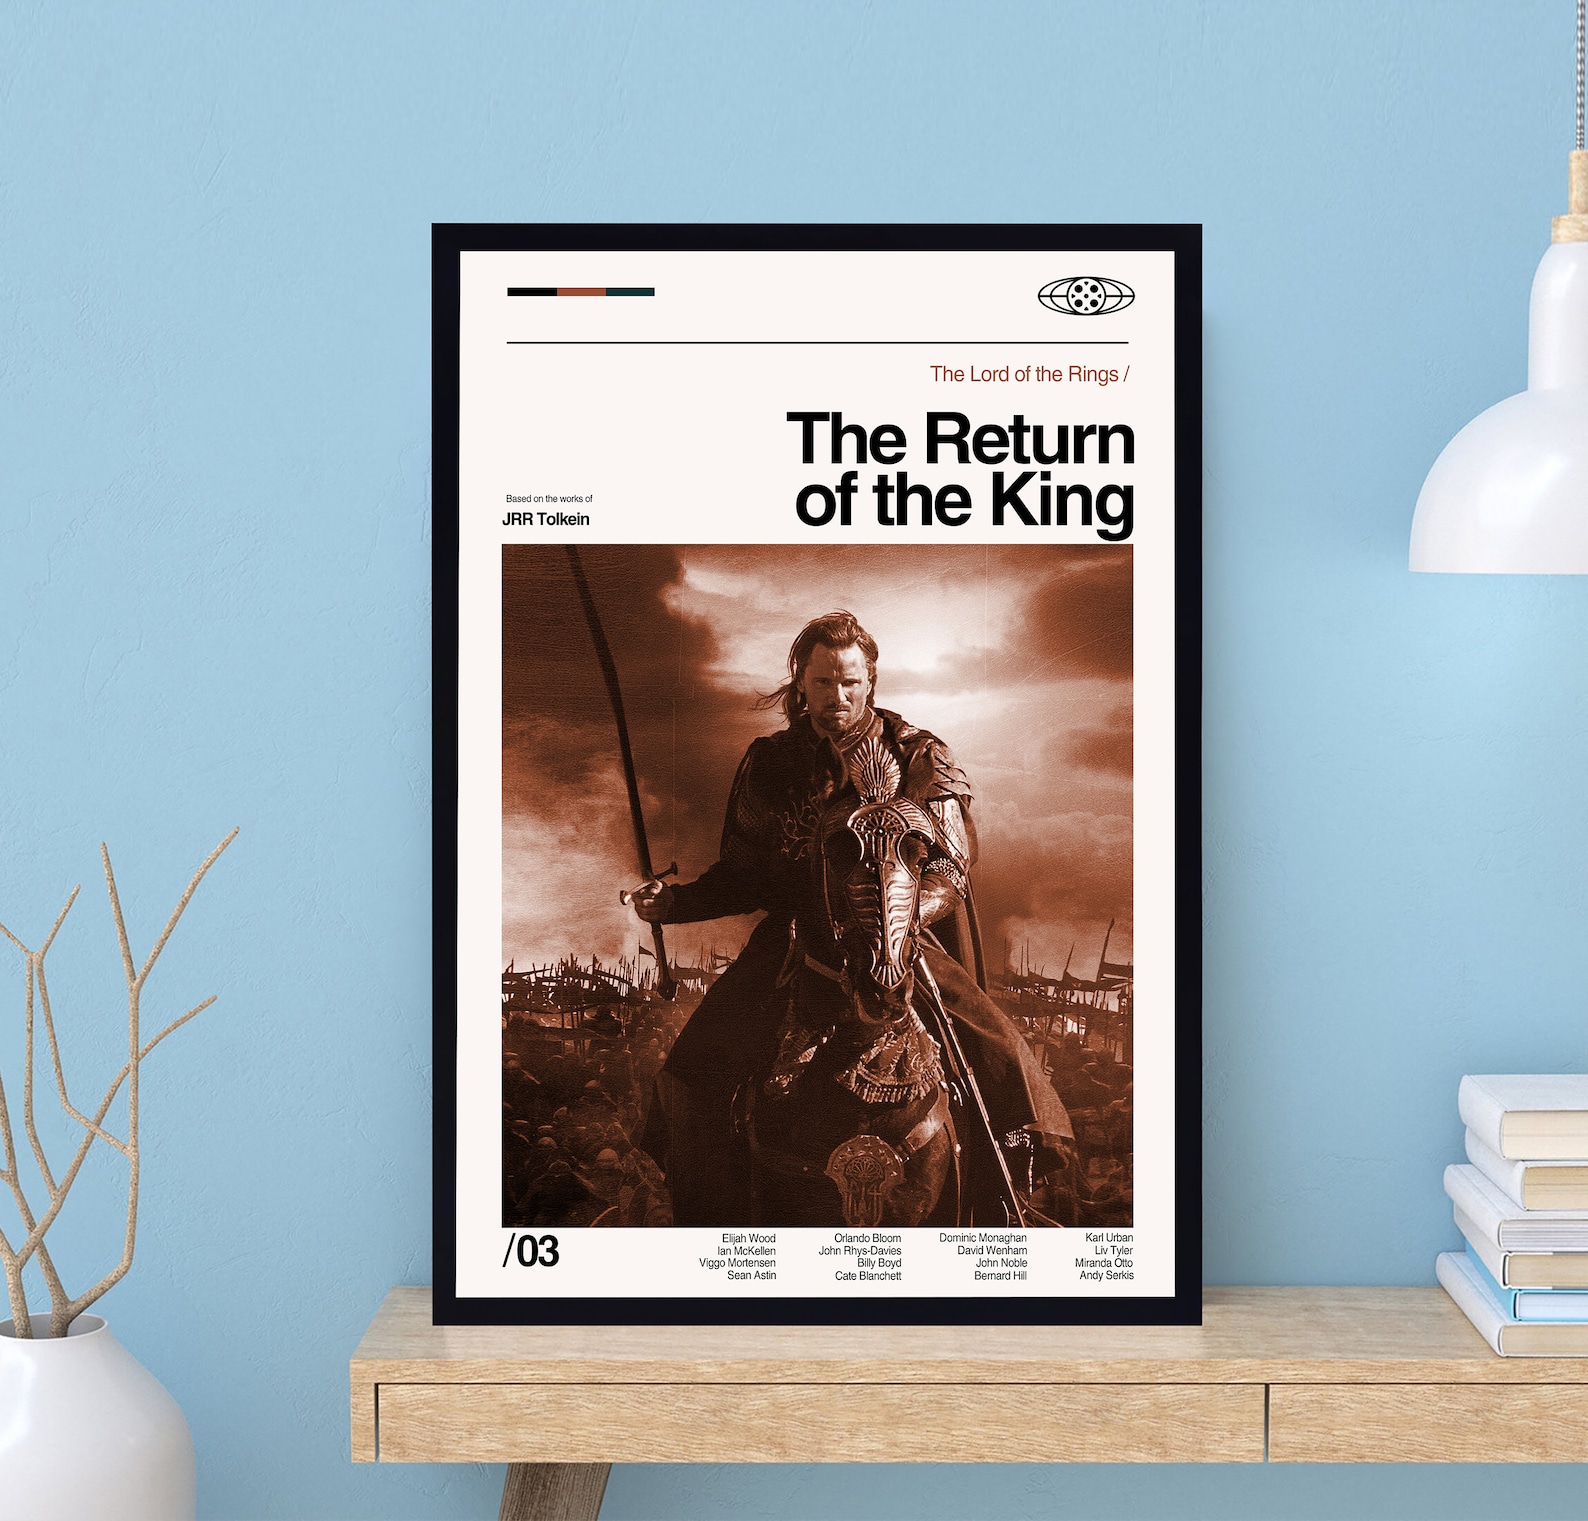 The Lord of the Rings /
The Return
of the King
Based on the works of
JRR Tolkein
/03
Elijah Wood
Ian McKellen
Viggo Mortensen
Sean Astin
Orlando Bloom
John Rhys-Davies
Billy Boyd
Cate Blanchett
Dominic Monaghan
David Wenham
John Noble
Bernard Hill
Karl Urban
Liv Tyler
Miranda Otto
Andy Serkis